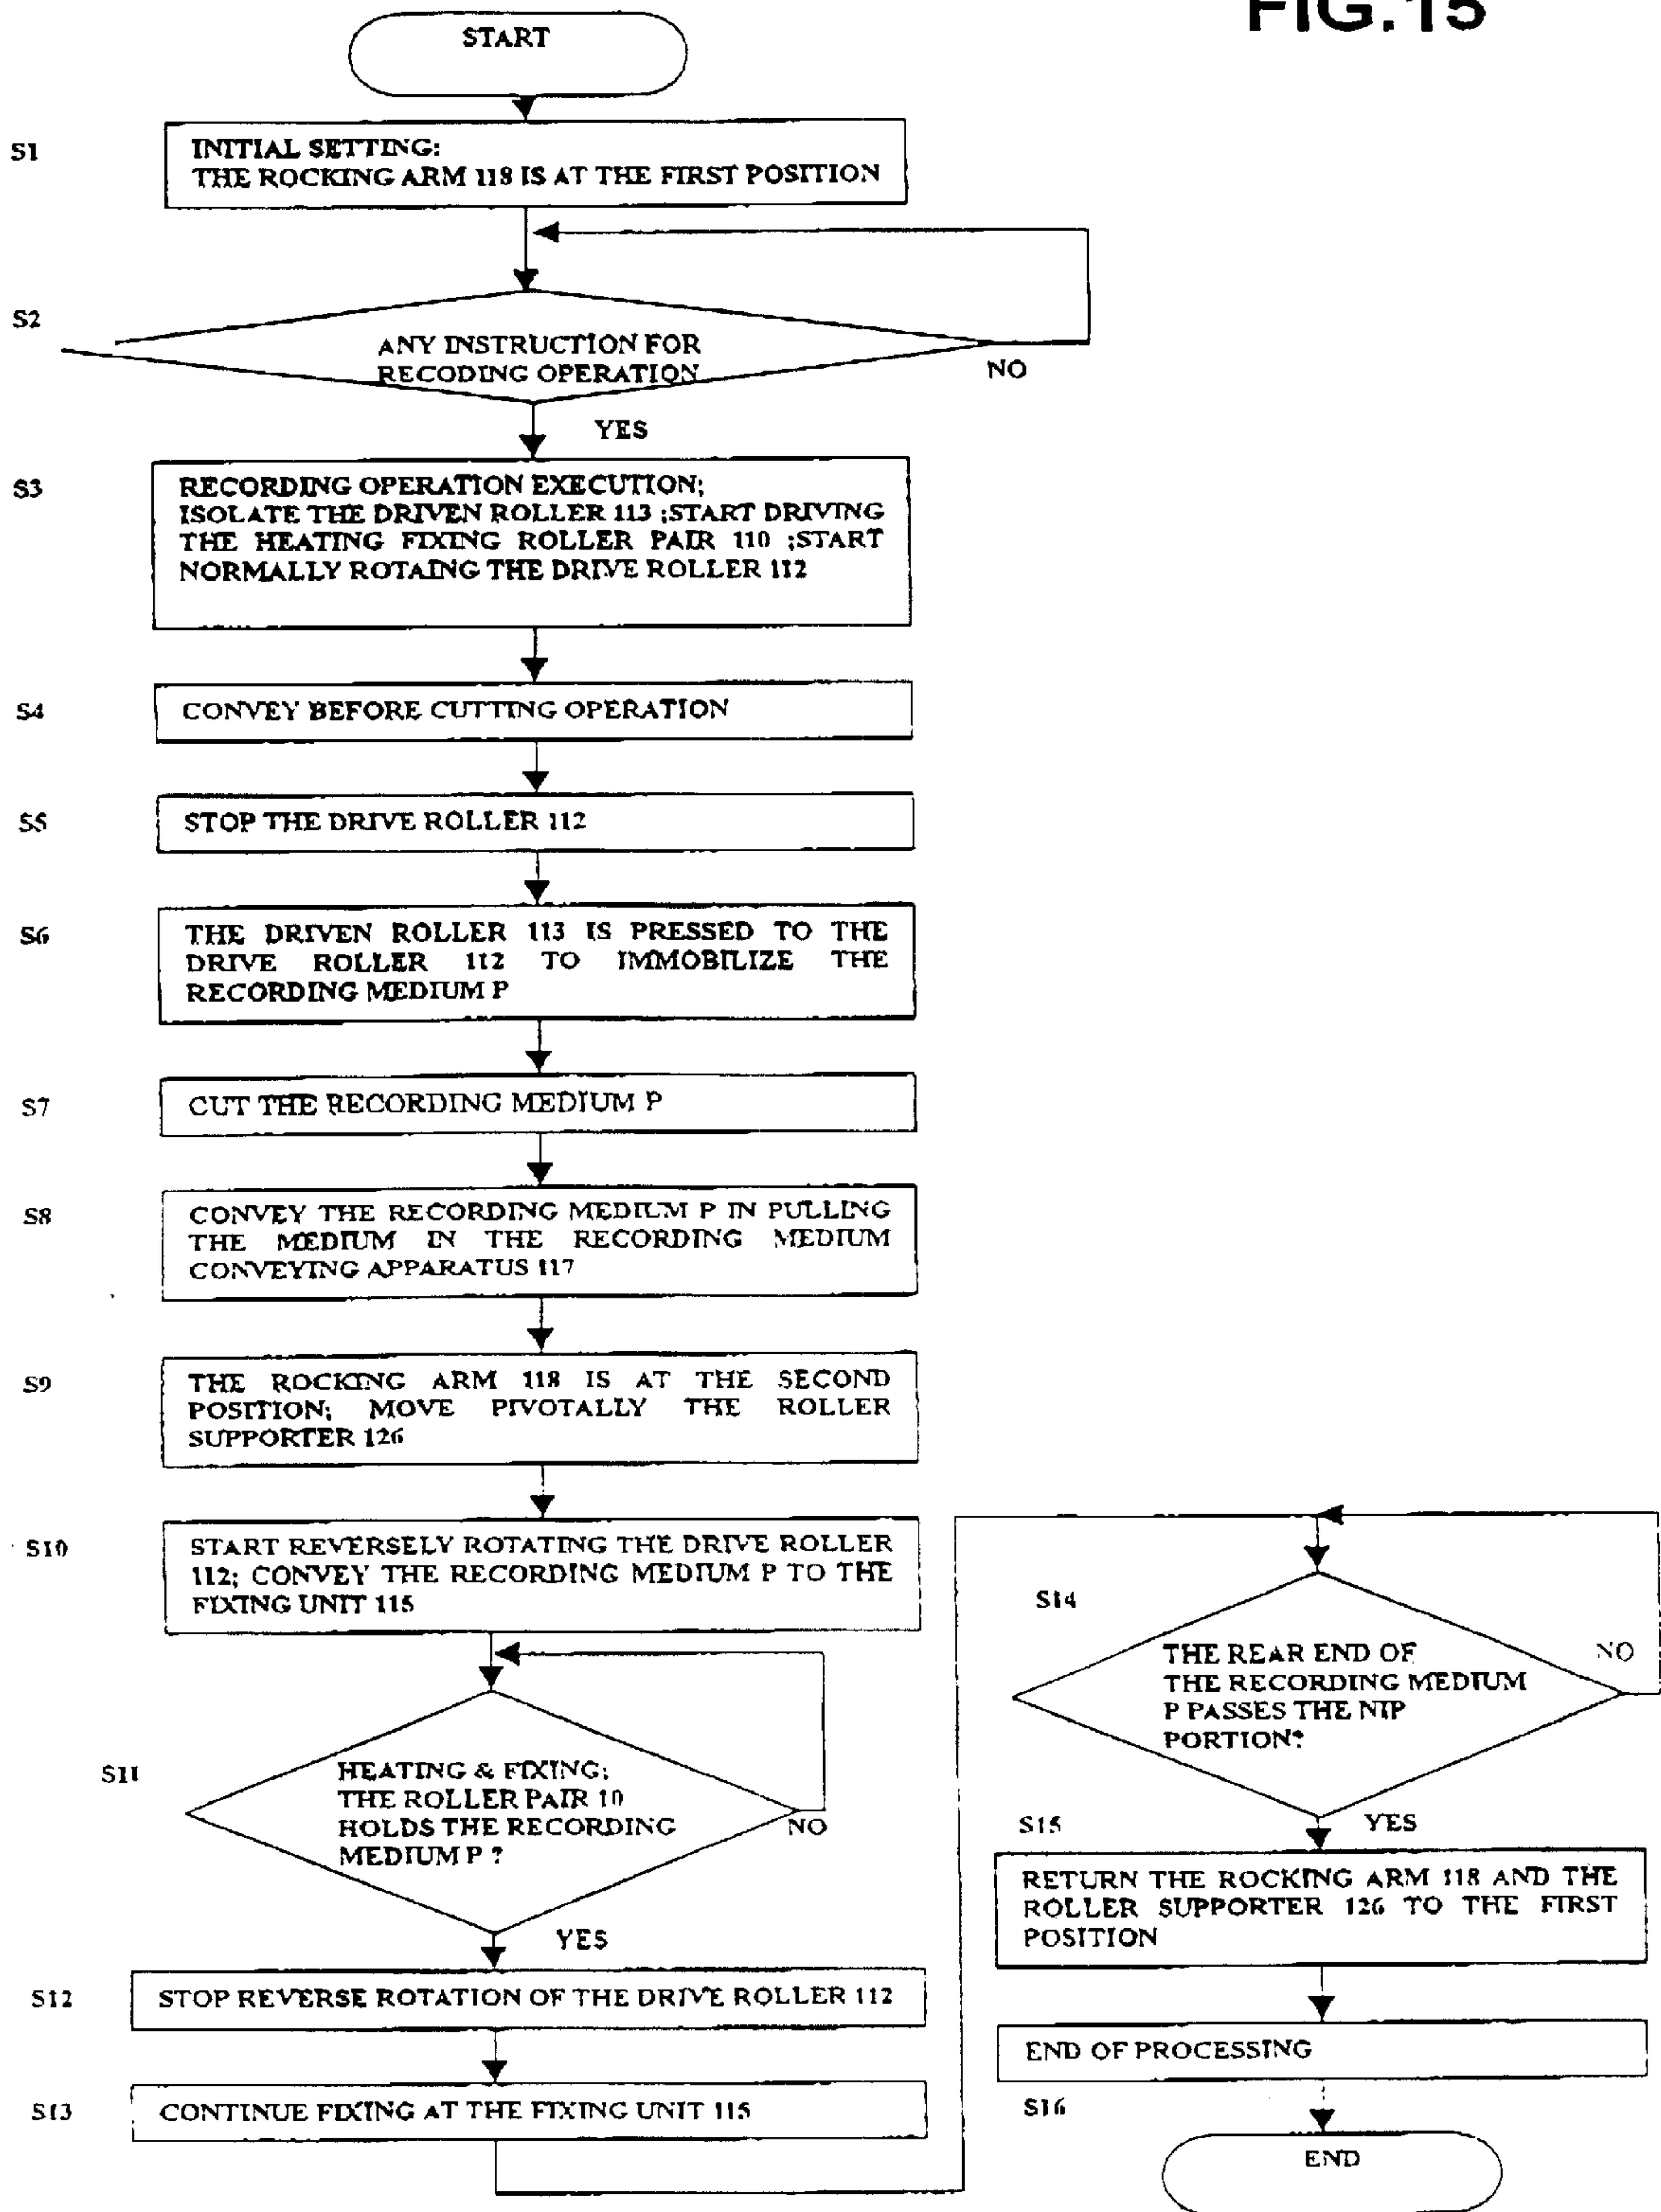 FIG.15
START
S1
INITIAL SETTING:
THE ROCKING ARM 118 IS AT THE FIRST POSITION
S2
ANY INSTRUCTION FOR
RECODING OPERATION
NO
YES
S3
RECORDING OPERATION EXECUTION;
ISOLATE THE DRIVEN ROLLER 113 ;START DRIVING
THE HEATING FIXING ROLLER PAIR 110 ;START
NORMALLY ROTAING THE DRIVE ROLLER 112
S4
CONVEY BEFORE CUTTING OPERATION
S5
STOP THE DRIVE ROLLER 112
S6
THE DRIVEN ROLLER 113 IS PRESSED TO THE
DRIVE ROLLER 112 TO IMMOBILIZE THE
RECORDING MEDIUM P
S7
CUT THE RECORDING MEDIUM P
S8
CONVEY THE RECORDING MEDIUM P IN PULLING
THE MEDIUM IN THE RECORDING MEDIUM
CONVEYING APPARATUS 117
S9
THE ROCKING ARM 118 IS AT THE SECOND
POSITION; MOVE PIVOTALLY THE ROLLER
SUPPORTER 126
S10
START REVERSELY ROTATING THE DRIVE ROLLER
112; CONVEY THE RECORDING MEDIUM P TO THE
FIXING UNIT 115
S11
HEATING & FIXING;
THE ROLLER PAIR 10
HOLDS THE RECORDING
MEDIUM P ?
NO
YES
S12
STOP REVERSE ROTATION OF THE DRIVE ROLLER 112
S13
CONTINUE FIXING AT THE FIXING UNIT 115
S14
THE REAR END OF
THE RECORDING MEDIUM
P PASSES THE NIP
PORTION?
NO
YES
S15
RETURN THE ROCKING ARM 118 AND THE
ROLLER SUPPORTER 126 TO THE FIRST
POSITION
END OF PROCESSING
S16
END